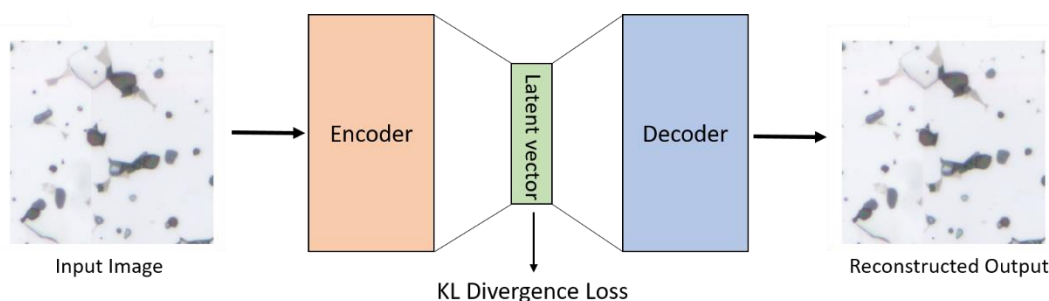 Encoder
Latent vector
Decoder
Input Image
Reconstructed Output
KL Divergence Loss